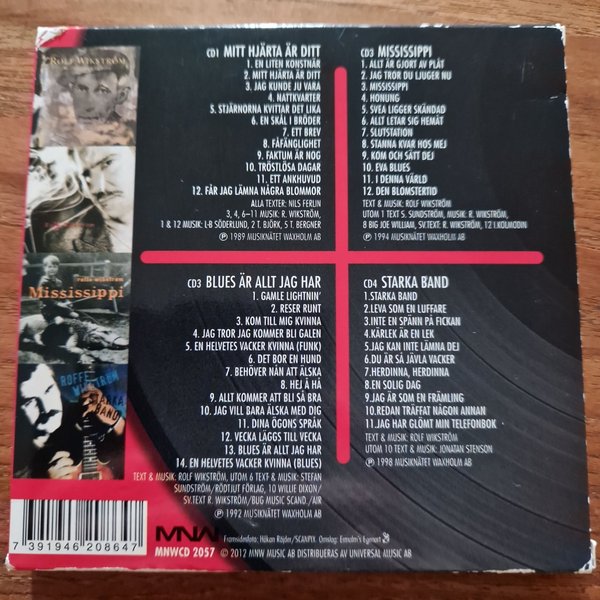 ROLF WIKSTRÖM
rolf wikström
Mississippi
ROFFE WIKSTRÖM
STARKA BAND
CD1 MITT HJÄRTA ÄR DITT
1. EN LITEN KONSTNÄR
2. MITT HJÄRTA ÄR DITT
3. JAG KUNDE JU VARA
4. NATTKVARTER
5. STJÄRNORNA KVITTAR DET LIKA
6. EN SKÅL I BRÖDER
7. ETT BREV
8. FÅFÄNGLIGHET
9. FAKTUM ÄR NOG
10. TRÖSTLÖSA DAGAR
11. ETT ANKHUVUD
12. FÅR JAG LÄMNA NÅGRA BLOMMOR
ALLA TEXTER: NILS FERLIN
3, 4, 6–11 MUSIK: R. WIKSTRÖM,
1 & 12 MUSIK: L-B SÖDERLUND, 2 T. BJÖRK, 5 T. BERGNER
℗ 1989 MUSIKNÄTET WAXHOLM AB
CD3 MISSISSIPPI
1. ALLT ÄR GJORT AV PLÅT
2. JAG TROR DU LJUGER NU
3. MISSISSIPPI
4. HONUNG
5. SVEA LIGGER SKÄNDAD
6. ALLT LETAR SIG HEMÅT
7. SLUTSTATION
8. STANNA KVAR HOS MEJ
9. KOM OCH SÄTT DEJ
10. EVA BLUES
11. I DENNA VÄRLD
12. DEN BLOMSTERTID
TEXT & MUSIK: ROLF WIKSTRÖM
UTOM 1 TEXT S. SUNDSTRÖM, MUSIK: R. WIKSTRÖM,
8 BIG JOE WILLIAM, SV.TEXT: R. WIKSTRÖM, 12 I.KOLMODIN
℗ 1994 MUSIKNÄTET WAXHOLM AB
CD3 BLUES ÄR ALLT JAG HAR
1. GAMLE LIGHTNIN'
2. RESER RUNT
3. KOM TILL MIG KVINNA
4. JAG TROR JAG KOMMER BLI GALEN
5. EN HELVETES VACKER KVINNA (FUNK)
6. DET BOR EN HUND
7. BEHÖVER NÅN ATT ÄLSKA
8. HEJ Å HÅ
9. ALLT KOMMER ATT BLI SÅ BRA
10. JAG VILL BARA ÄLSKA MED DIG
11. DINA ÖGONS SPRÅK
12. VECKA LÄGGS TILL VECKA
13. BLUES ÄR ALLT JAG HAR
14. EN HELVETES VACKER KVINNA (BLUES)
TEXT & MUSIK: ROLF WIKSTRÖM, UTOM 6 TEXT & MUSIK: STEFAN
SUNDSTRÖM/RÖDTJUT FÖRLAG, 10 WILLIE DIXON/
SV.TEXT R. WIKSTRÖM/BUG MUSIC SCAND./AIR
℗ 1992 MUSIKNÄTET WAXHOLM AB
CD4 STARKA BAND
1.STARKA BAND
2.LEVA SOM EN LUFFARE
3.INTE EN SPÄNN PÅ FICKAN
4.KÄRLEK ÄR EN LEK
5.JAG KAN INTE LÄMNA DEJ
6.DU ÄR SÅ JÄVLA VACKER
7.HERDINNA, HERDINNA
8.EN SOLIG DAG
9.JAG ÄR SOM EN FRÄMLING
10.REDAN TRÄFFAT NÅGON ANNAN
11.JAG HAR GLÖMT MIN TELEFONBOK
TEXT & MUSIK: ROLF WIKSTRÖM
UTOM 10 TEXT & MUSIK: JONATAN STENSON
℗ 1998 MUSIKNÄTET WAXHOLM AB
7 391946 208647
MNW
MNWCD 2057
Framsidenfoto: Håkan Röjder/SCANPIX. Omslag: Eximolm's Egenart
© 2012 MNW MUSIC AB DISTRIBUERAS AV UNIVERSAL MUSIC AB